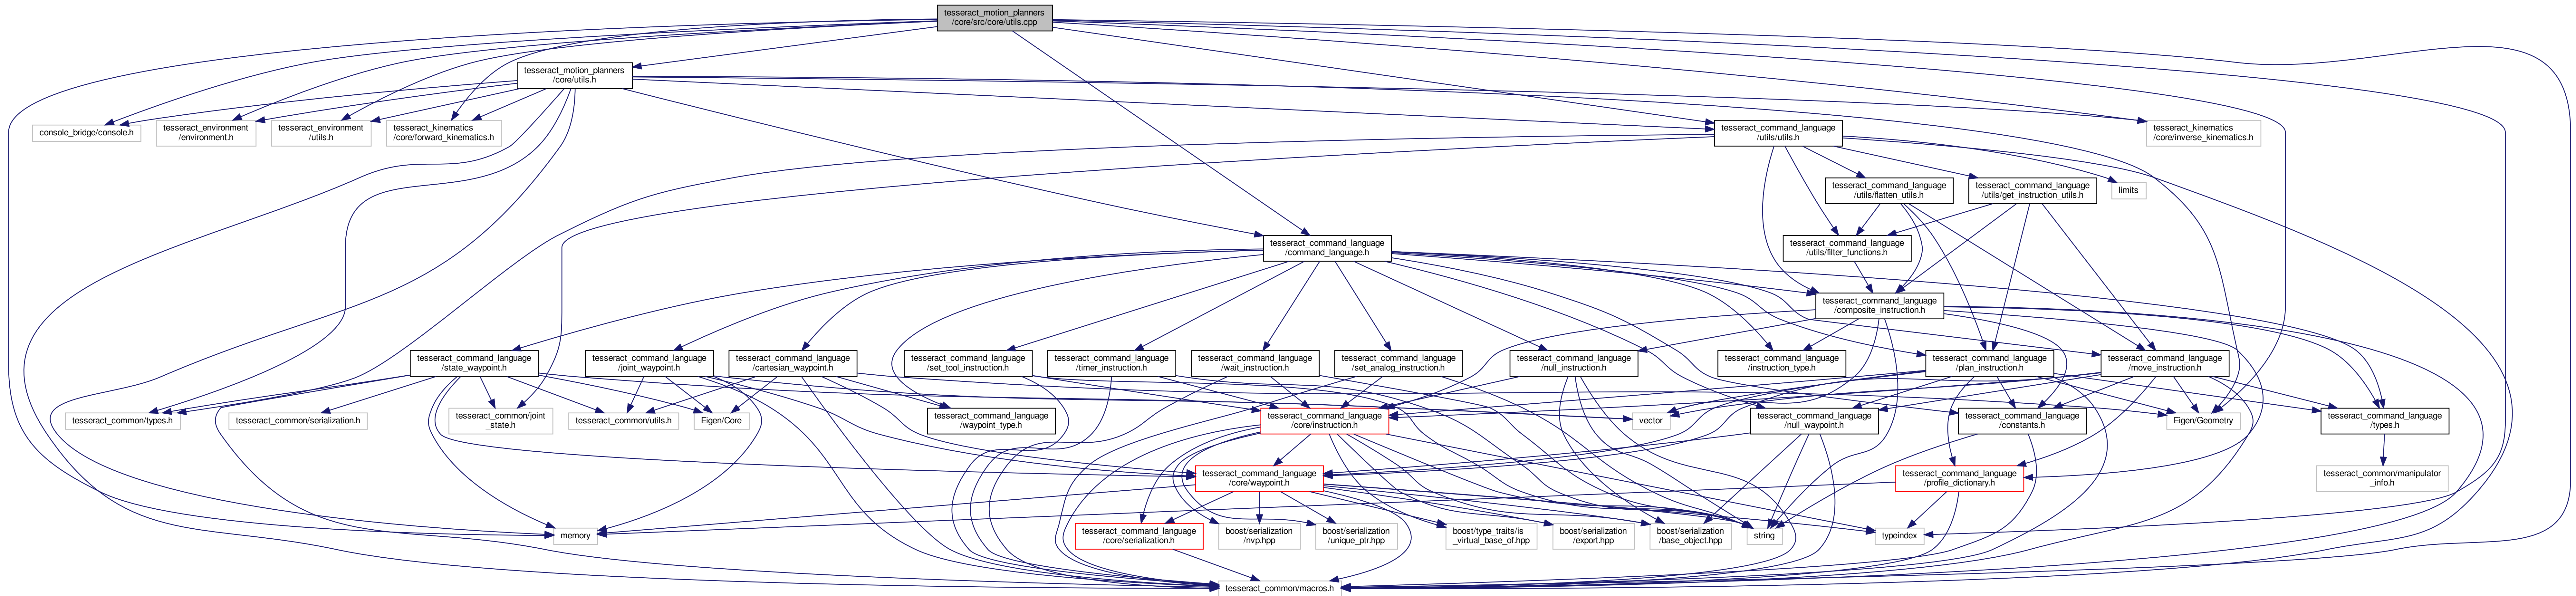 tesseract_motion_planners
/core/src/core/utils.cpp
tesseract_motion_planners
/core/utils.h
console_bridge/console.h
tesseract_environment
/environment.h
tesseract_environment
/utils.h
tesseract_kinematics
/core/forward_kinematics.h
tesseract_command_language
/utils/utils.h
tesseract_kinematics
/core/inverse_kinematics.h
tesseract_command_language
/utils/flatten_utils.h
tesseract_command_language
/utils/get_instruction_utils.h
limits
tesseract_command_language
/command_language.h
tesseract_command_language
/utils/filter_functions.h
tesseract_command_language
/composite_instruction.h
tesseract_command_language
/state_waypoint.h
tesseract_command_language
/joint_waypoint.h
tesseract_command_language
/cartesian_waypoint.h
tesseract_command_language
/set_tool_instruction.h
tesseract_command_language
/timer_instruction.h
tesseract_command_language
/wait_instruction.h
tesseract_command_language
/set_analog_instruction.h
tesseract_command_language
/null_instruction.h
tesseract_command_language
/instruction_type.h
tesseract_command_language
/plan_instruction.h
tesseract_command_language
/move_instruction.h
tesseract_common/types.h
tesseract_common/serialization.h
tesseract_common/joint
_state.h
tesseract_common/utils.h
Eigen/Core
tesseract_command_language
/waypoint_type.h
tesseract_command_language
/core/instruction.h
vector
tesseract_command_language
/null_waypoint.h
tesseract_command_language
/constants.h
Eigen/Geometry
tesseract_command_language
/types.h
tesseract_command_language
/core/waypoint.h
tesseract_command_language
/profile_dictionary.h
tesseract_common/manipulator
_info.h
memory
tesseract_command_language
/core/serialization.h
boost/serialization
/nvp.hpp
boost/serialization
/unique_ptr.hpp
boost/type_traits/is
_virtual_base_of.hpp
boost/serialization
/export.hpp
boost/serialization
/base_object.hpp
string
typeindex
tesseract_common/macros.h